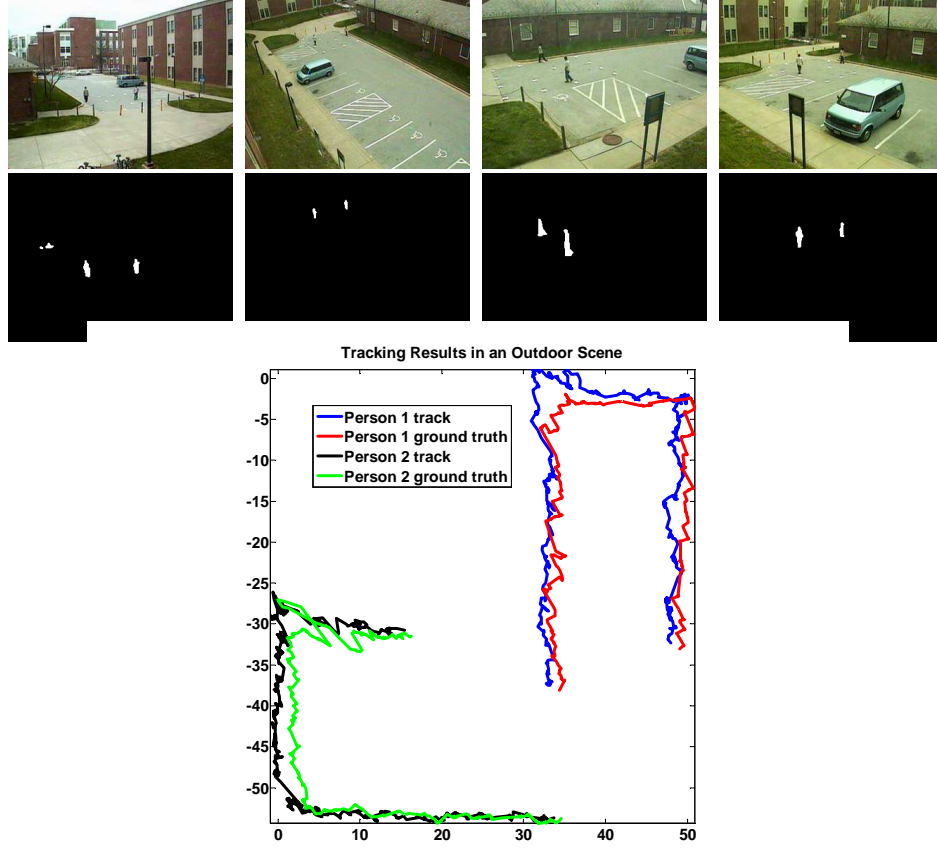 Tracking Results in an Outdoor Scene
0
-5
-10
-15
-20
-25
-30
-35
-40
-45
-50
Person 1 track
Person 1 ground truth
Person 2 track
Person 2 ground truth
0 10 20 30 40 50